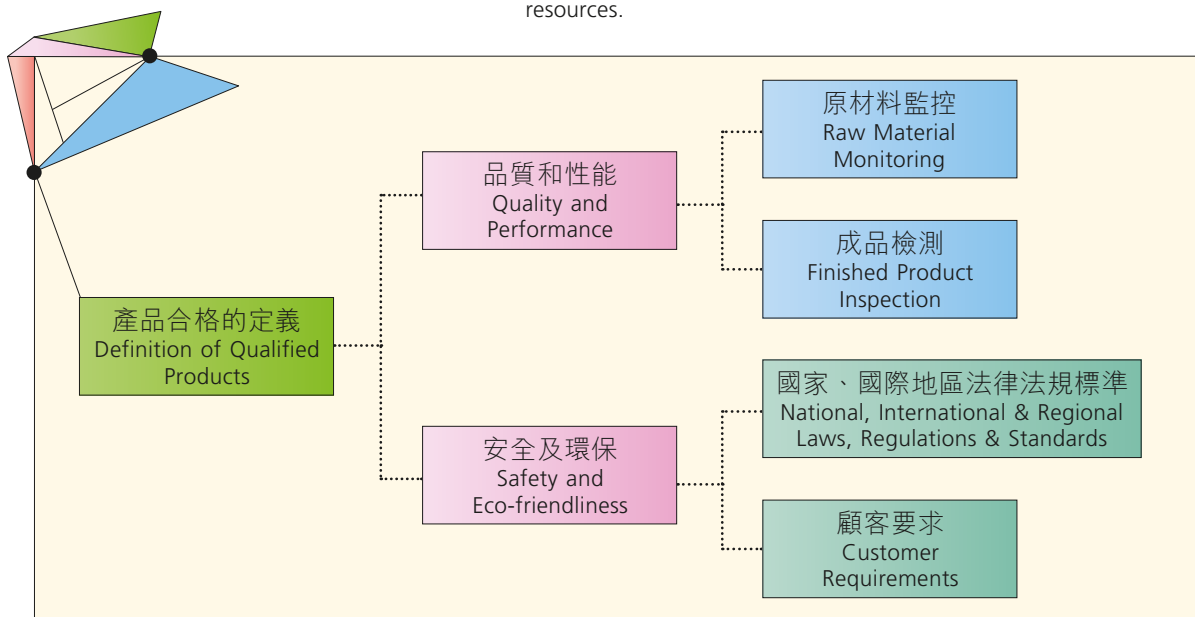 resources.
產品合格的定義
Definition of Qualified
Products
品質和性能
Quality and
Performance
原材料監控
Raw Material
Monitoring
成品檢測
Finished Product
Inspection
安全及環保
Safety and
Eco-friendliness
國家、國際地區法律法規標準
National, International & Regional
Laws, Regulations & Standards
顧客要求
Customer
Requirements